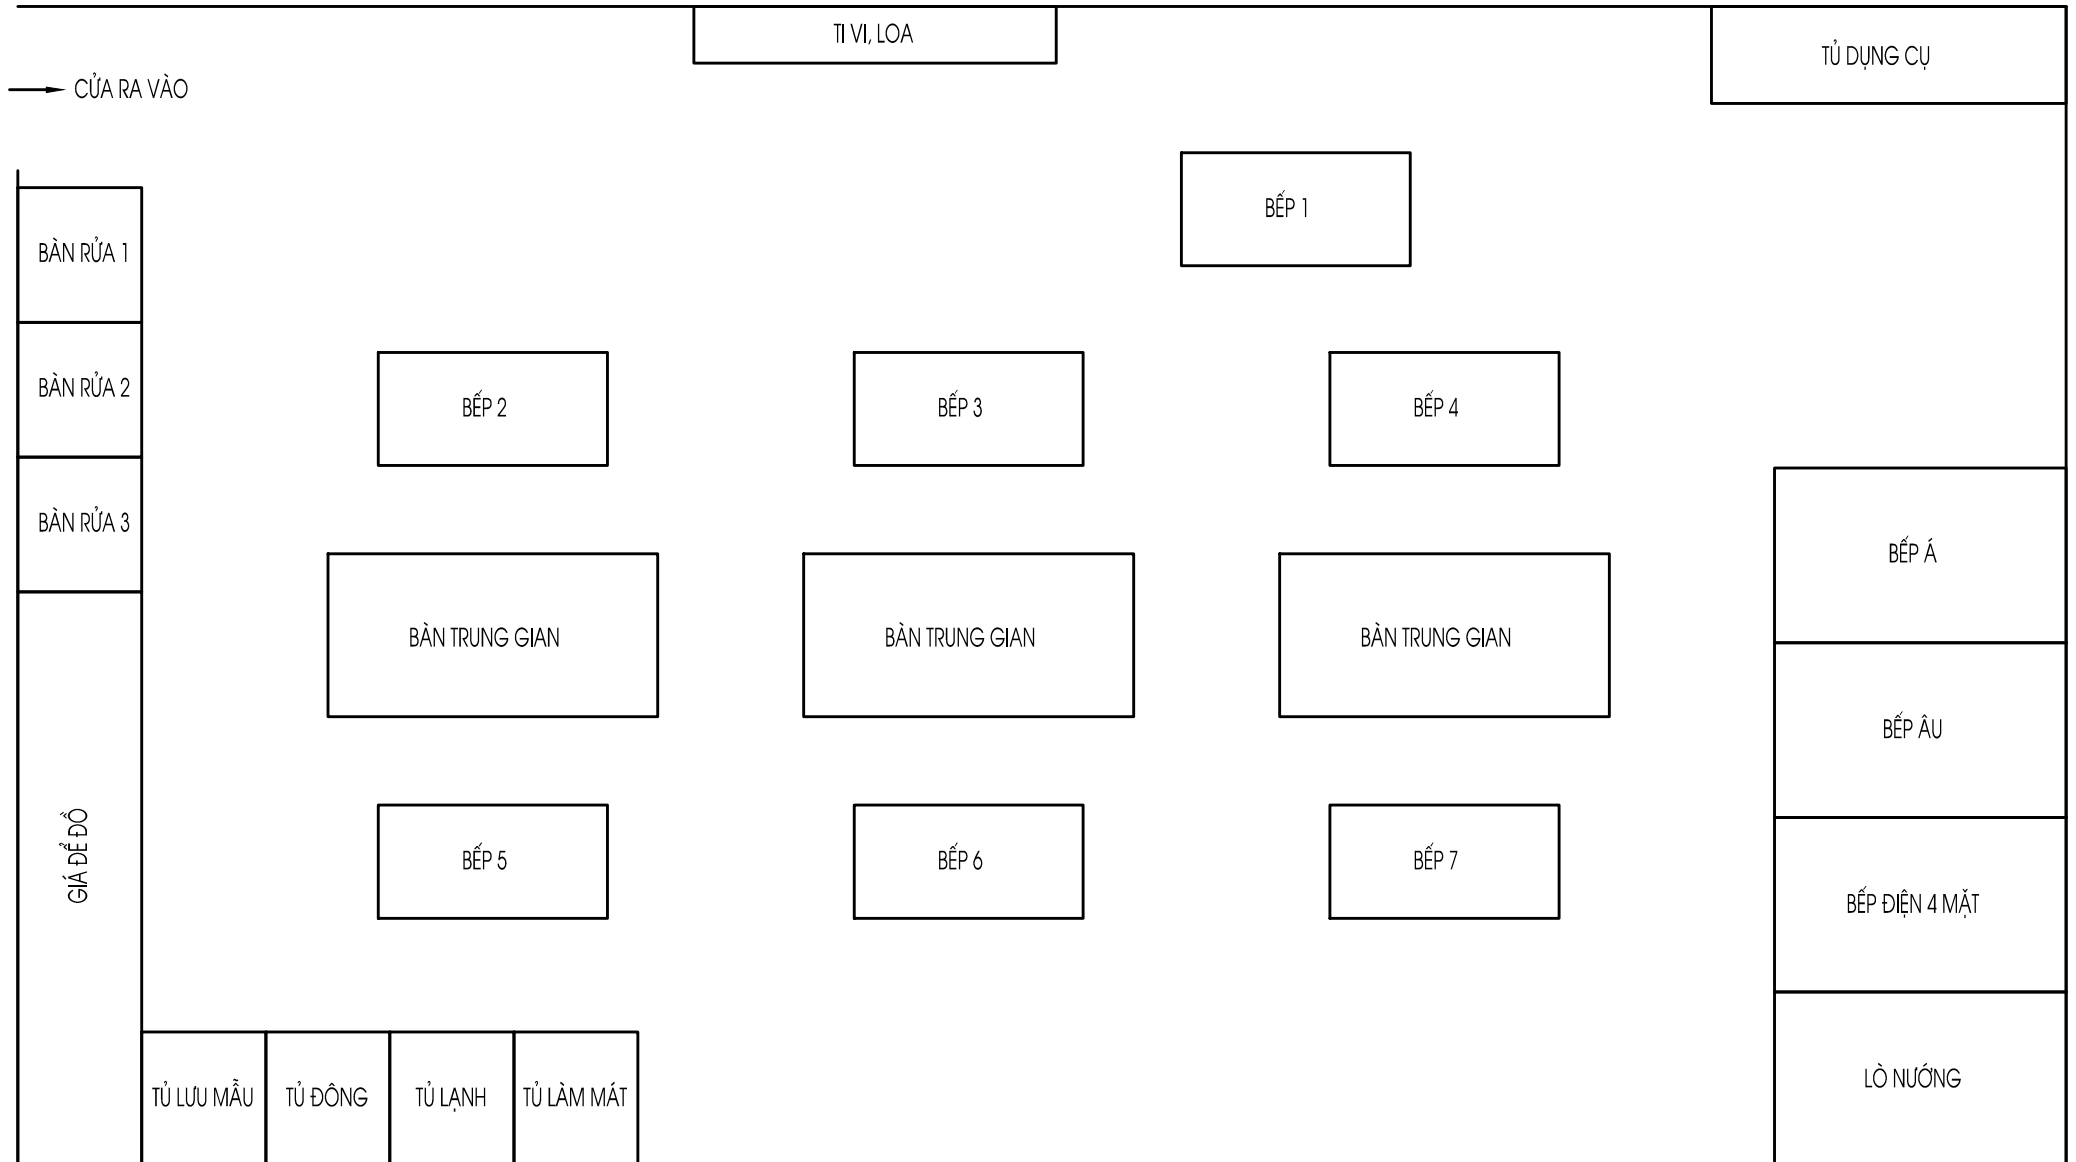 TI VI, LOA
TỦ DỤNG CỤ
CỬA RA VÀO
BẾP 1
BÀN RỬA 1
BÀN RỬA 2
BẾP 2
BẾP 3
BẾP 4
BÀN RỬA 3
BẾP Á
BÀN TRUNG GIAN
BÀN TRUNG GIAN
BÀN TRUNG GIAN
BẾP ÂU
GIÁ ĐỂ ĐỒ
BẾP 5
BẾP 6
BẾP 7
BẾP ĐIỆN 4 MẶT
TỦ LƯU MẪU
TỦ ĐÔNG
TỦ LẠNH
TỦ LÀM MÁT
LÒ NƯỚNG